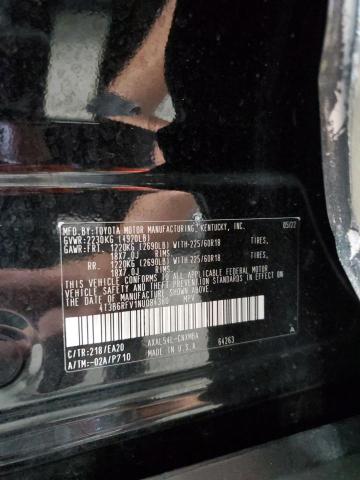 MFD.BY:TOYOTA MOTOR MANUFACTURING, KENTUCKY, INC. 05/22
GVWR:2230KG (4920LB)
GAWR:FRT. 1220KG (2690LB) WITH-225/60R18 TIRES,
18X7.0J RIMS
RR. 1220KG (2690LB) WITH-225/60R18 TIRES,
18X7.0J RIMS
THIS VEHICLE CONFORMS TO ALL APPLICABLE FEDERAL MOTOR
VEHICLE SAFETY AND
THEFT PREVENTION STANDARDS IN EFFECT ON THE DATE OF
MANUFACTURE SHOWN ABOVE.
MPV
AXAL54L-CNXMBA
C/TR:218/EA20 MADE IN U.S.A. 64263
A/TM:-02A/P710